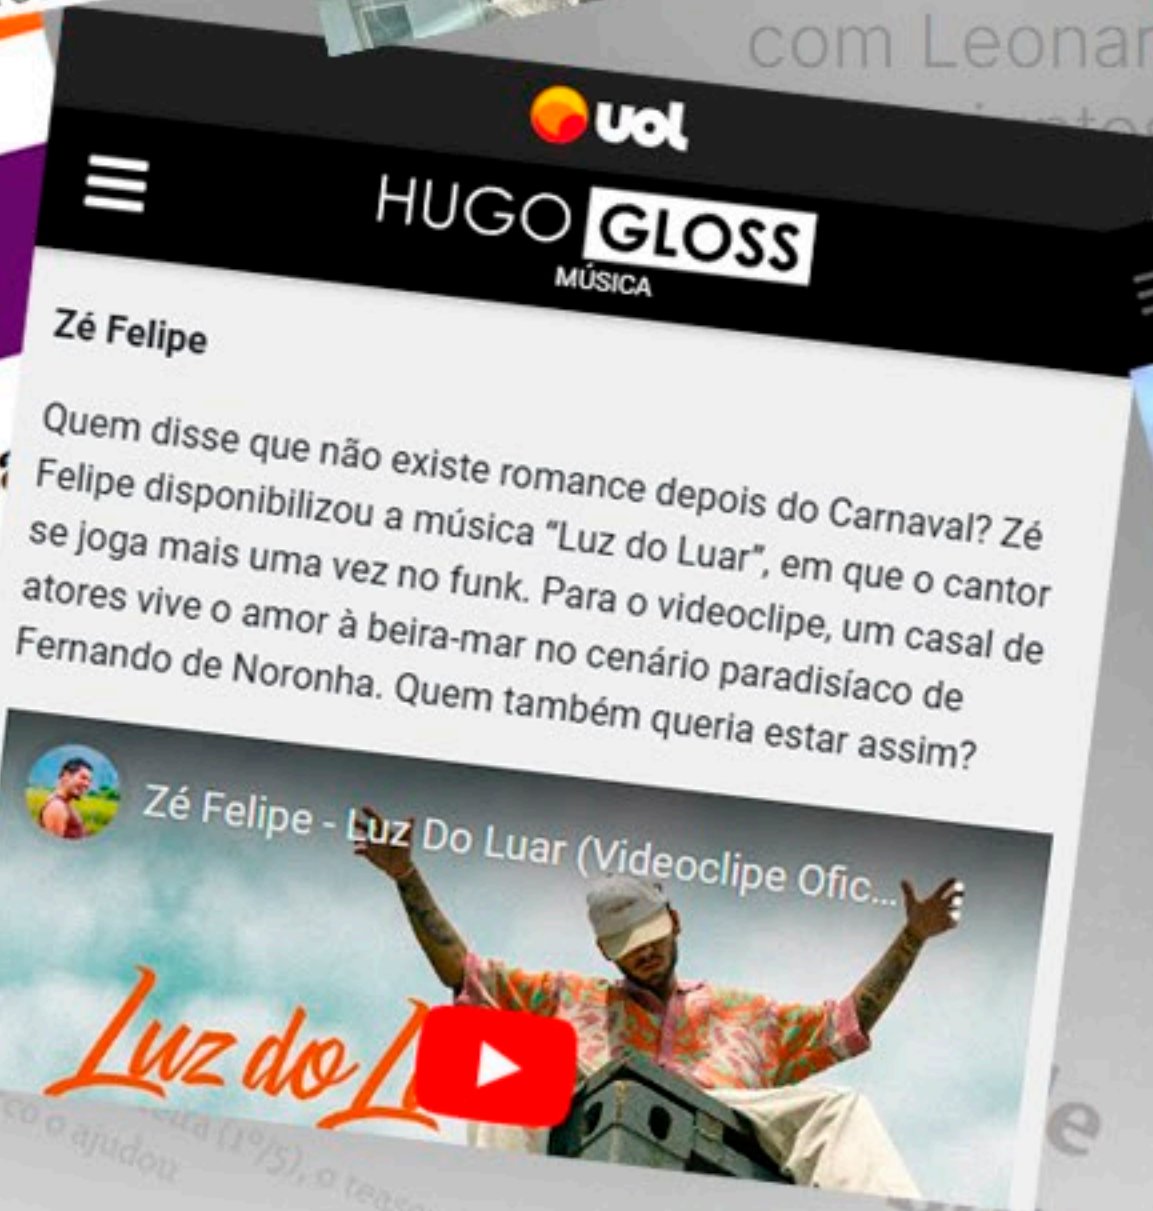 com Leonar
uol
HUGO GLOSS
MÚSICA
Zé Felipe
Quem disse que não existe romance depois do Carnaval? Zé
Felipe disponibilizou a música “Luz do Luar”, em que o cantor
se joga mais uma vez no funk. Para o videoclipe, um casal de
atores vive o amor à beira-mar no cenário paradisíaco de
Fernando de Noronha. Quem também queria estar assim?
Zé Felipe - Luz Do Luar (Videoclipe Ofic...
Luz do L
(1º/5), o
o ajudou